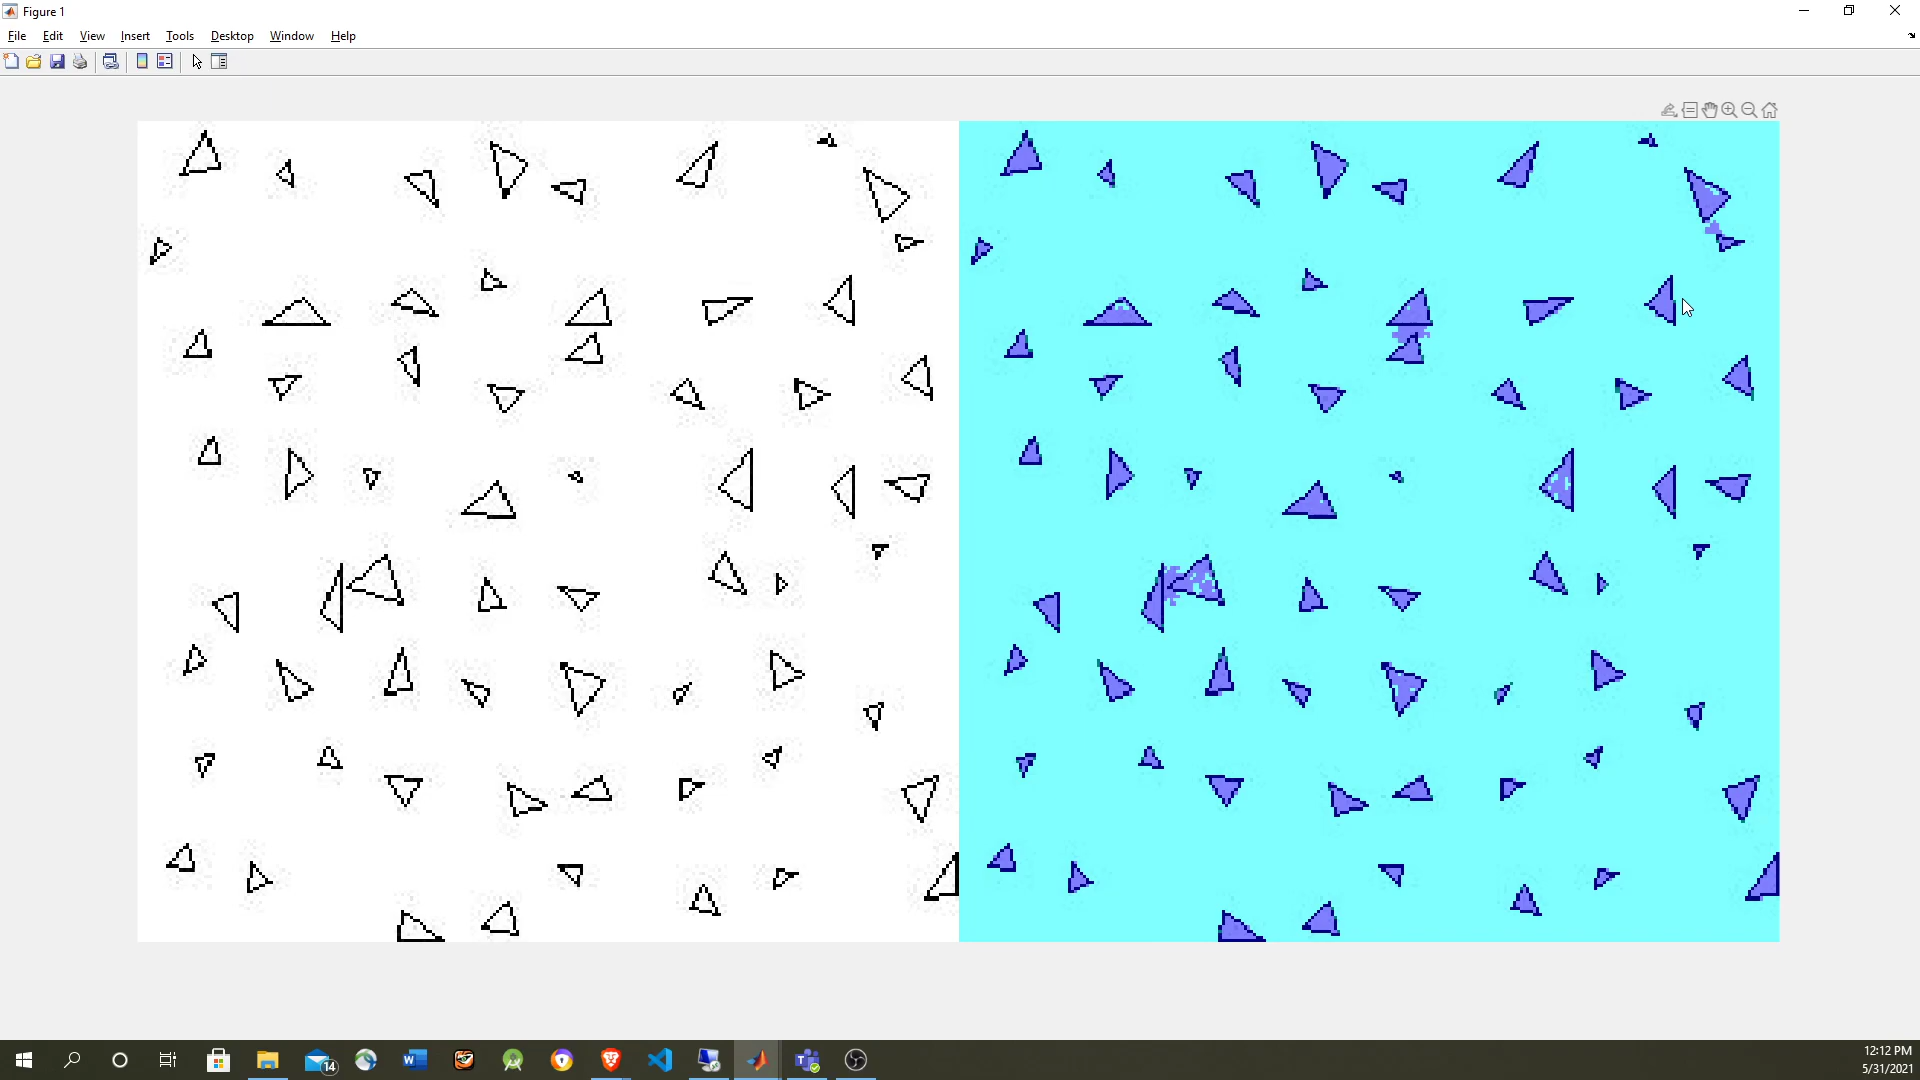 Figure 1
File Edit View Insert Tools Desktop Window Help
14
12:12 PM
5/31/2021